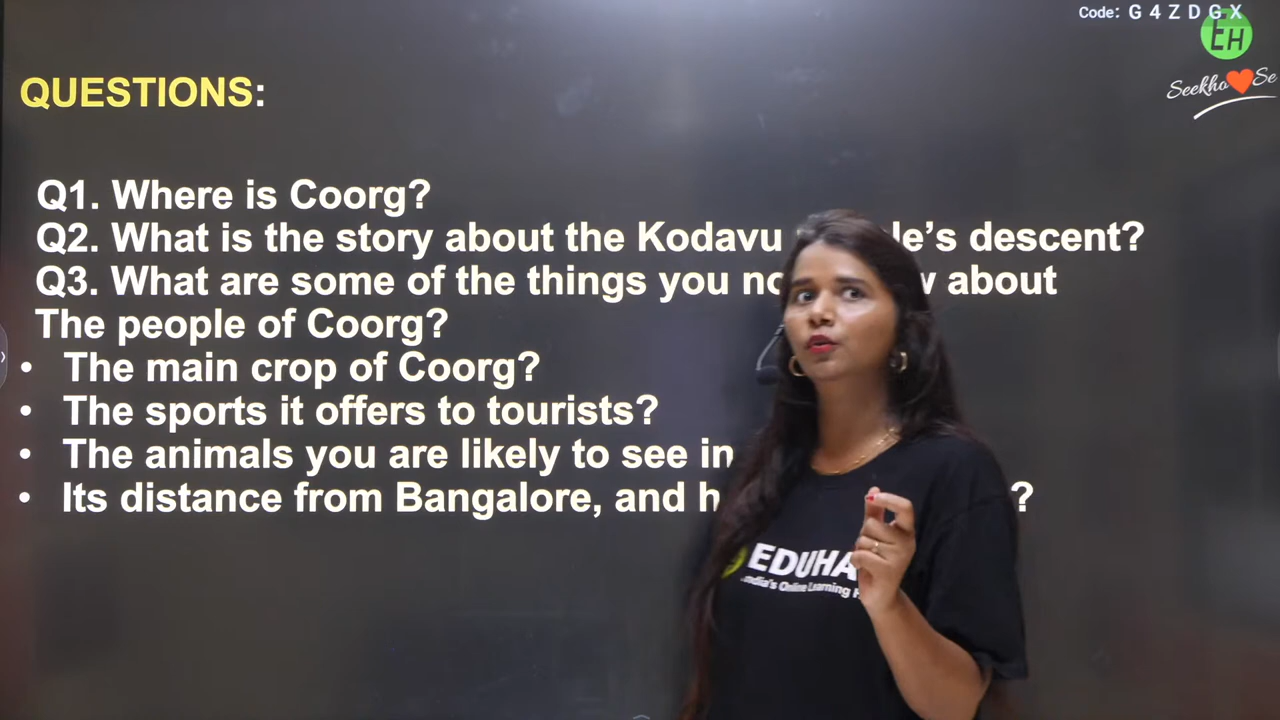 Code: G 4 Z D G X
EH
Seekho ❤ Se
QUESTIONS:
Q1. Where is Coorg?
Q2. What is the story about the Kodavu descent?
Q3. What are some of the things you about
The people of Coorg?
• The main crop of Coorg?
• The sports it offers to tourists?
• The animals you are likely to see in
• Its distance from Bangalore, and ?
EDUHA
India's Online Learning